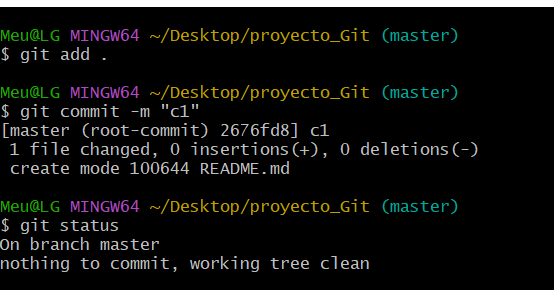 Meu@LG MINGW64 ~/Desktop/proyecto_Git (master)
$ git add .
Meu@LG MINGW64 ~/Desktop/proyecto_Git (master)
$ git commit -m "c1"
[master (root-commit) 2676fd8] c1
 1 file changed, 0 insertions(+), 0 deletions(-)
 create mode 100644 README.md
Meu@LG MINGW64 ~/Desktop/proyecto_Git (master)
$ git status
On branch master
nothing to commit, working tree clean